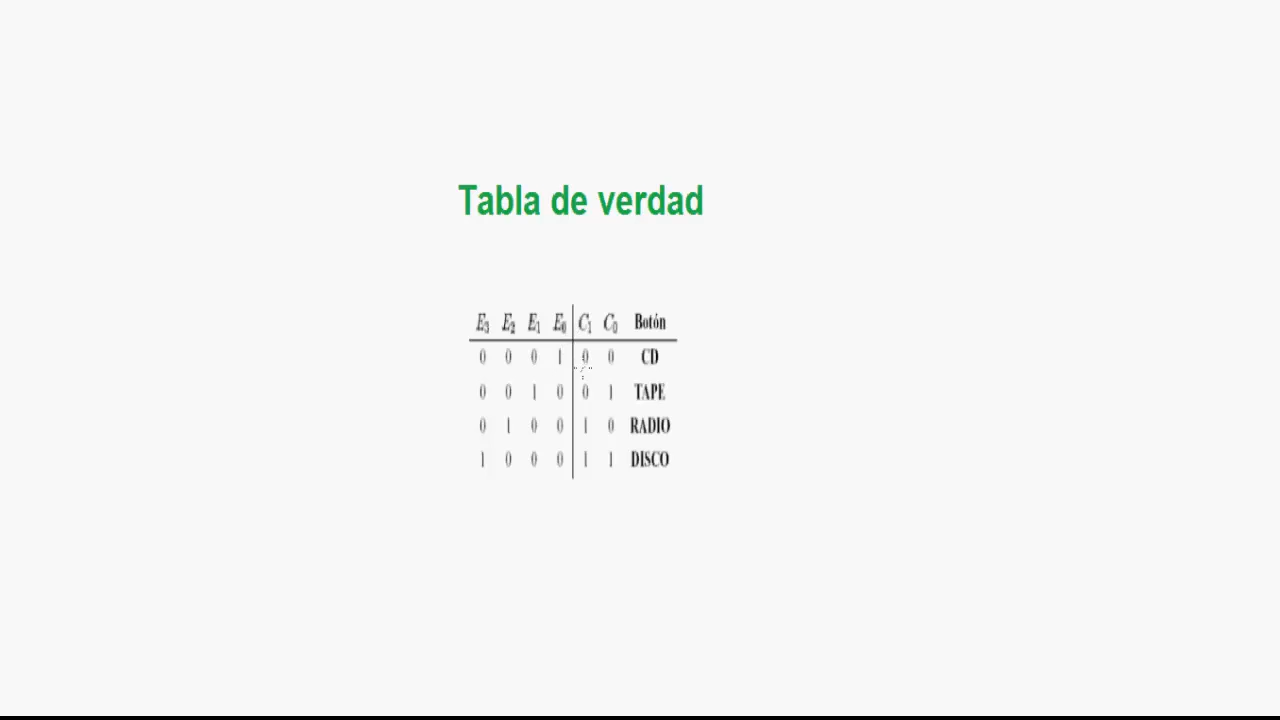 Tabla de verdad
E3 E2 E1 E0 C1 C0 Botón
0 0 0 1 0 0 CD
0 0 1 0 0 1 TAPE
0 1 0 0 1 0 RADIO
1 0 0 0 1 1 DISCO